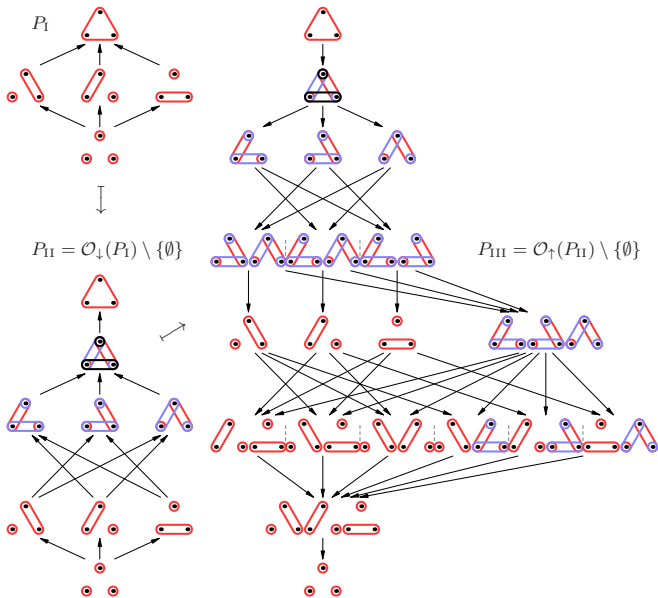 P_I
P_II = O_↓(P_I) \ {∅}
P_III = O_↑(P_II) \ {∅}